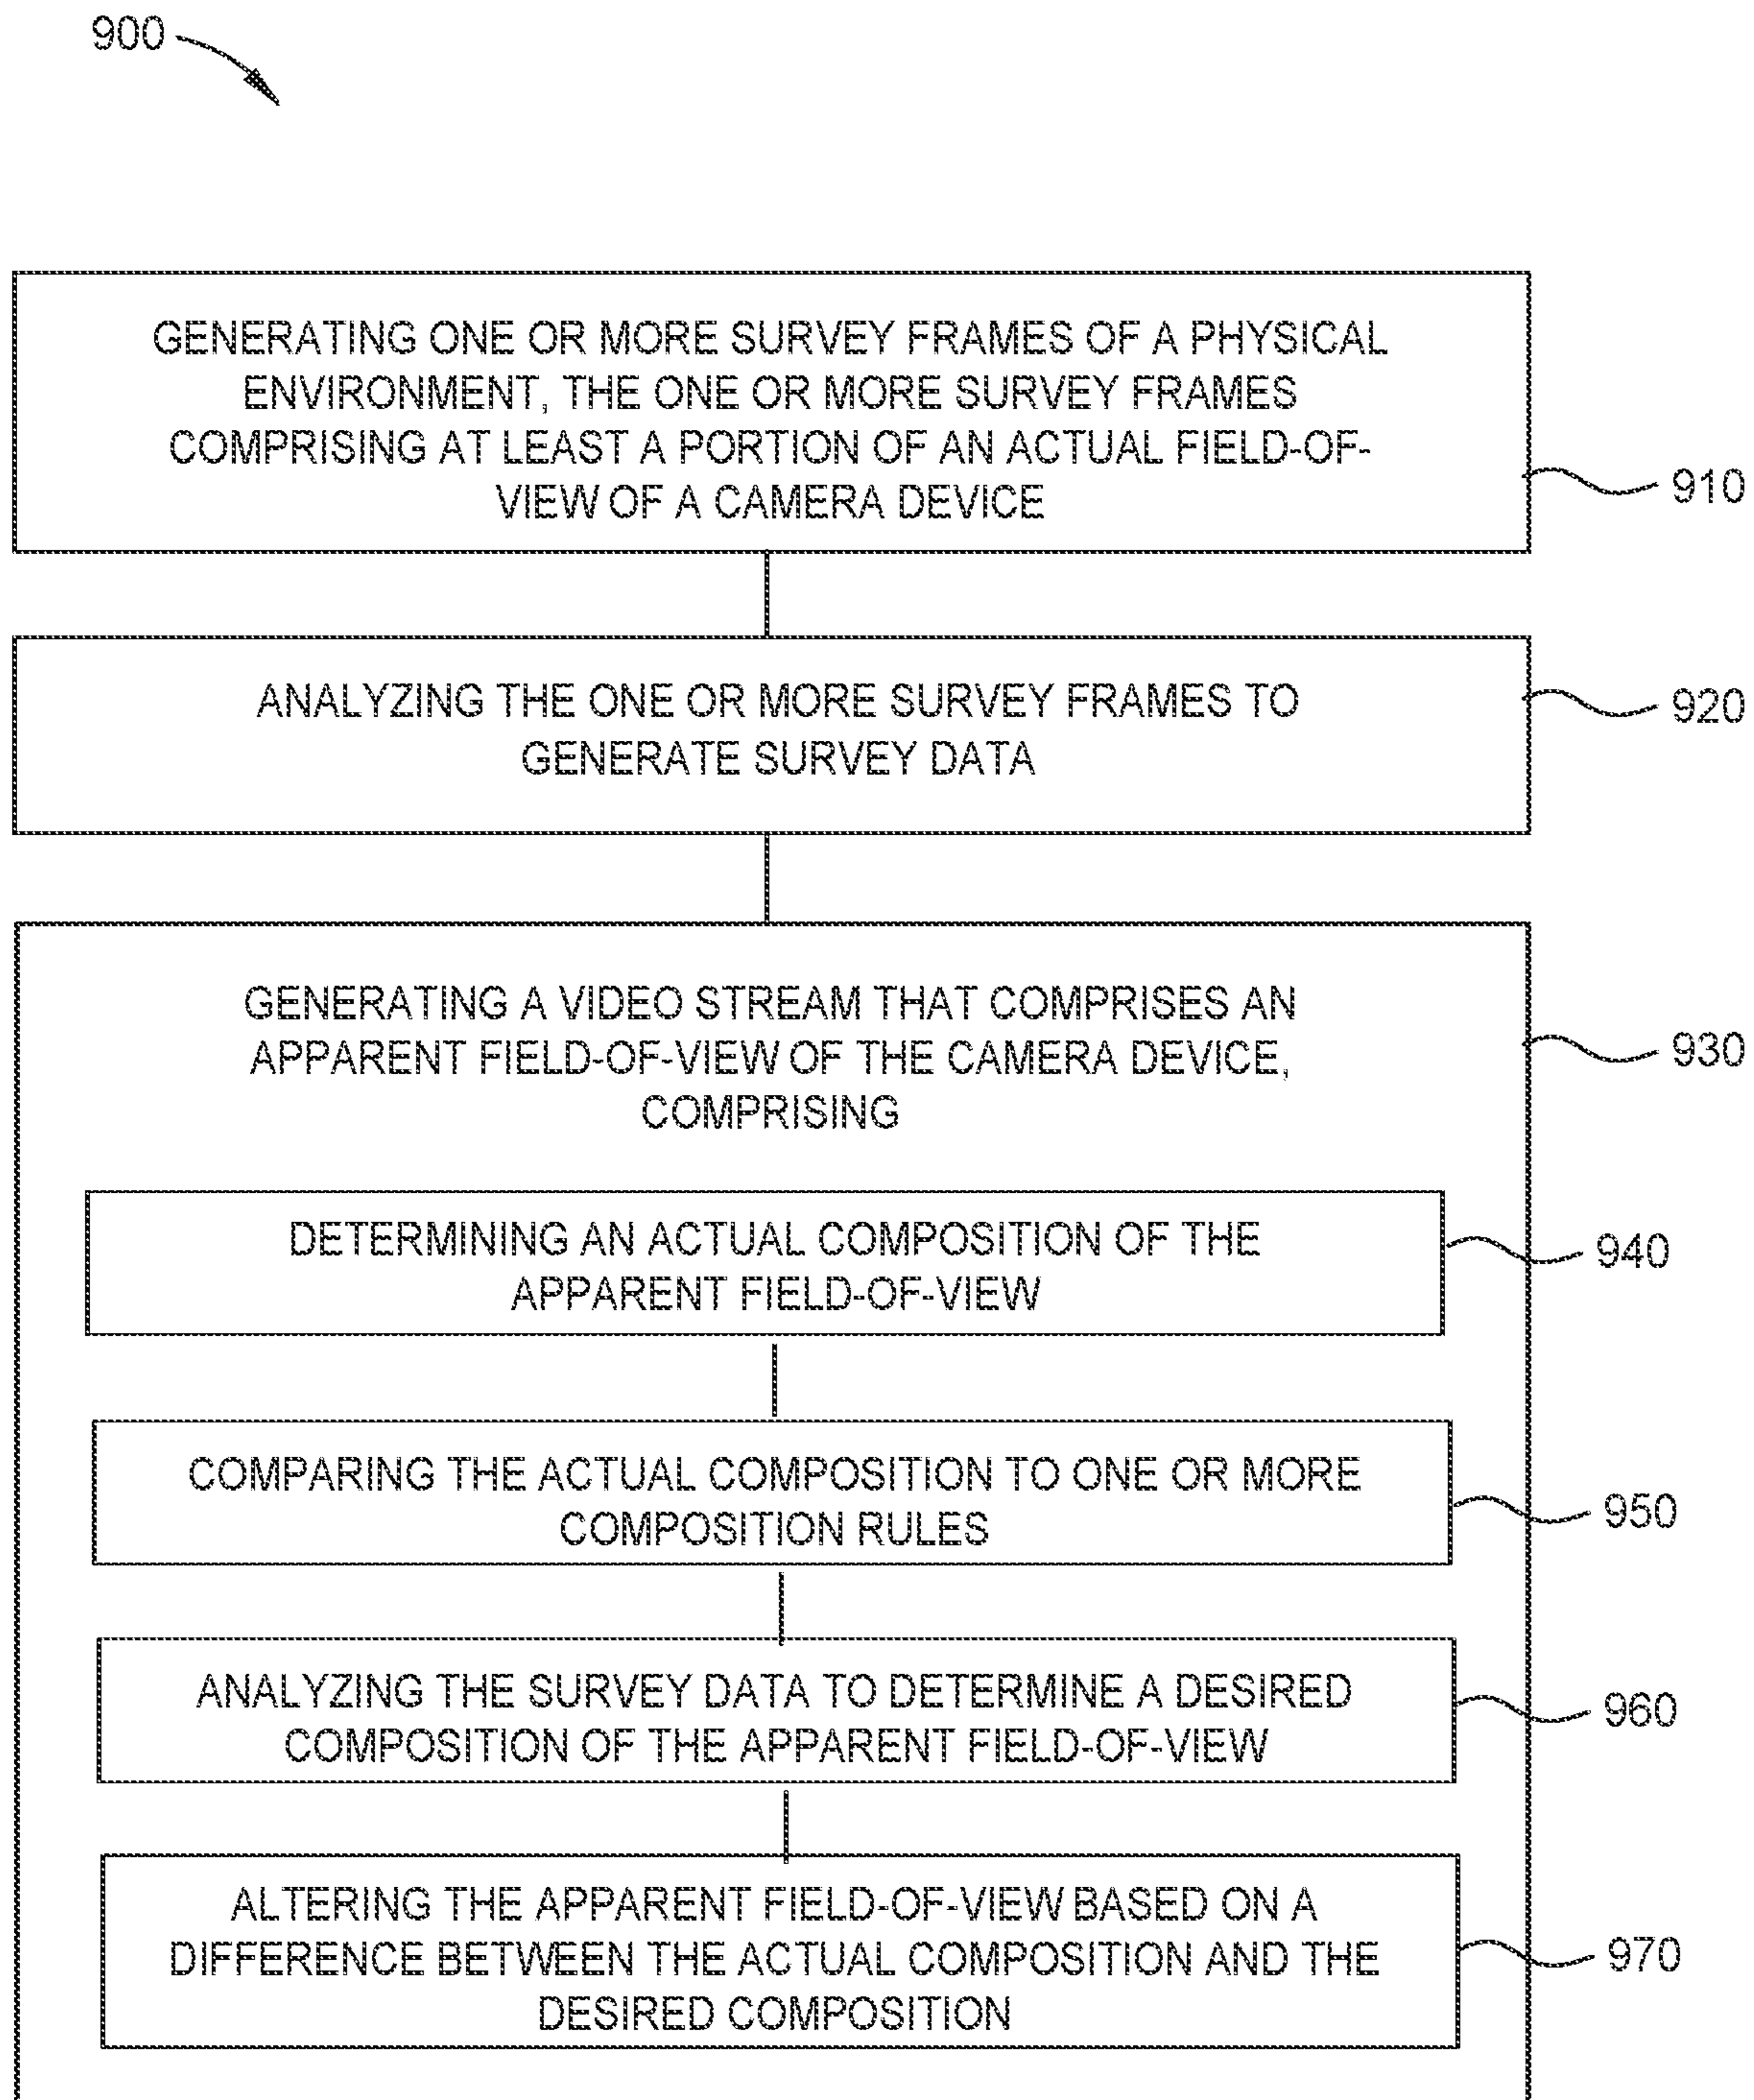 900
GENERATING ONE OR MORE SURVEY FRAMES OF A PHYSICAL
ENVIRONMENT, THE ONE OR MORE SURVEY FRAMES
COMPRISING AT LEAST A PORTION OF AN ACTUAL FIELD-OF-
VIEW OF A CAMERA DEVICE
910
ANALYZING THE ONE OR MORE SURVEY FRAMES TO
GENERATE SURVEY DATA
920
GENERATING A VIDEO STREAM THAT COMPRISES AN
APPARENT FIELD-OF-VIEW OF THE CAMERA DEVICE,
COMPRISING
930
DETERMINING AN ACTUAL COMPOSITION OF THE
APPARENT FIELD-OF-VIEW
940
COMPARING THE ACTUAL COMPOSITION TO ONE OR MORE
COMPOSITION RULES
950
ANALYZING THE SURVEY DATA TO DETERMINE A DESIRED
COMPOSITION OF THE APPARENT FIELD-OF-VIEW
960
ALTERING THE APPARENT FIELD-OF-VIEW BASED ON A
DIFFERENCE BETWEEN THE ACTUAL COMPOSITION AND THE
DESIRED COMPOSITION
970